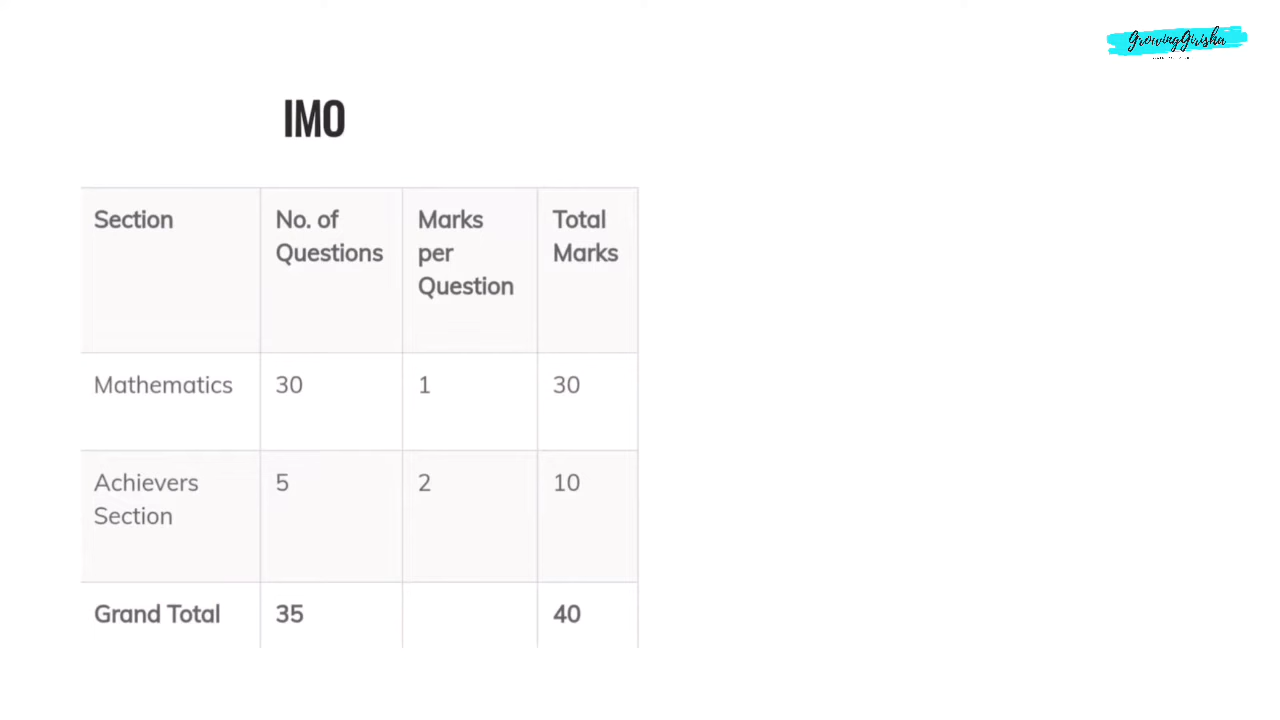 GrowingGirisha
IMO
Section No. of Questions Marks per Question Total Marks
Mathematics 30 1 30
Achievers Section 5 2 10
Grand Total 35 40